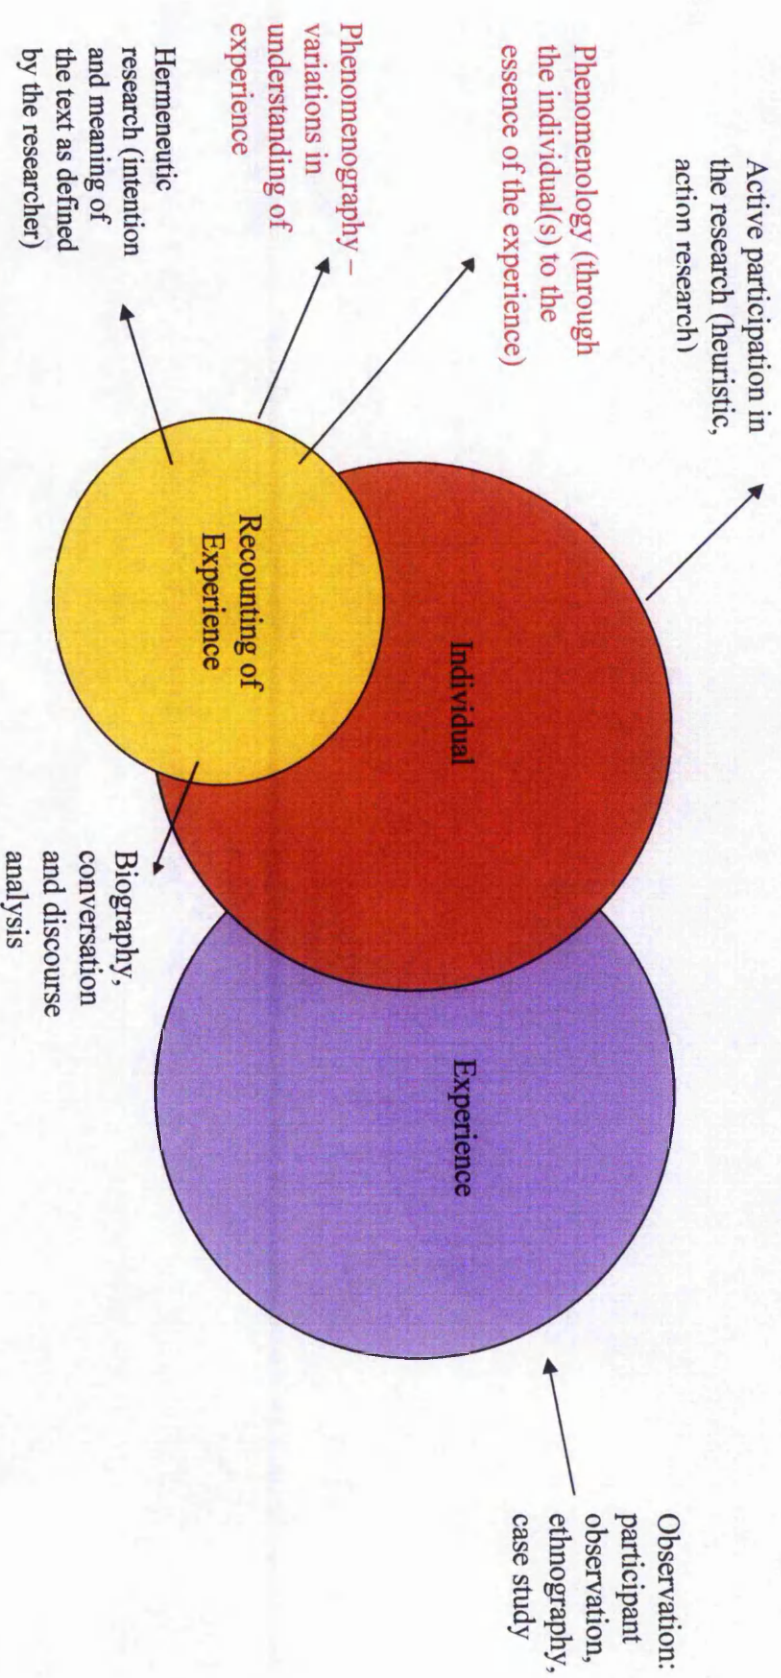 Active participation in
the research (heuristic,
action research)
Observation:
participant
observation,
ethnography,
case study
Phenomenology (through
the individual(s) to the
essence of the experience)
Individual
Experience
Phenomenography –
variations in
understanding of
experience
Recounting of
Experience
Hermeneutic
research (intention
and meaning of
the text as defined
by the researcher)
Biography,
conversation
and discourse
analysis